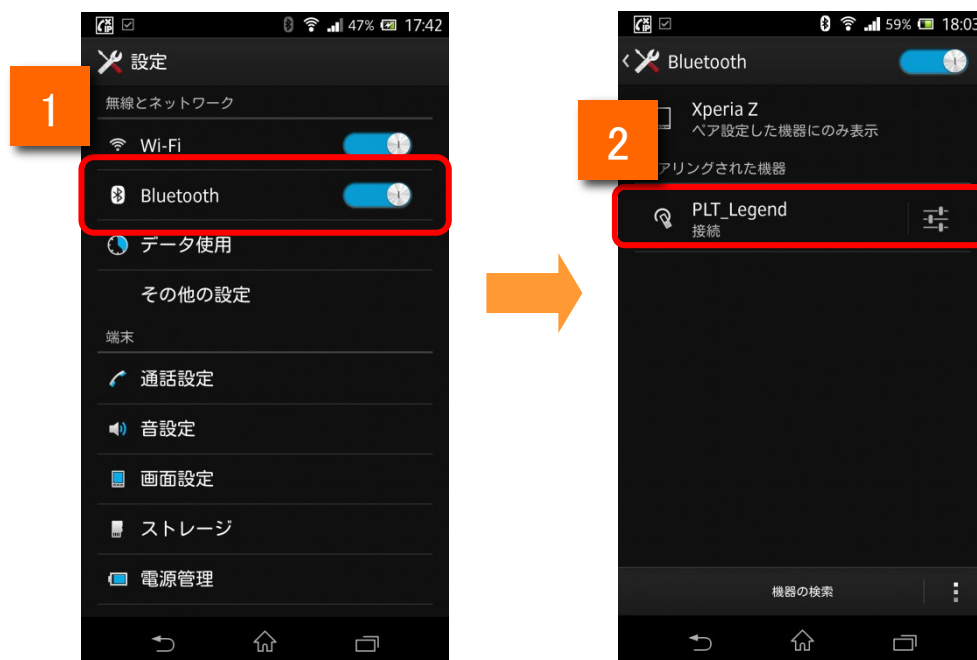 47% 17:42
設定
1
無線とネットワーク
Wi-Fi
Bluetooth
データ使用
その他の設定
端末
通話設定
音設定
画面設定
ストレージ
電源管理
59% 18:03
Bluetooth
2
Xperia Z
ペア設定した機器にのみ表示
アリングされた機器
PLT_Legend
接続
機器の検索